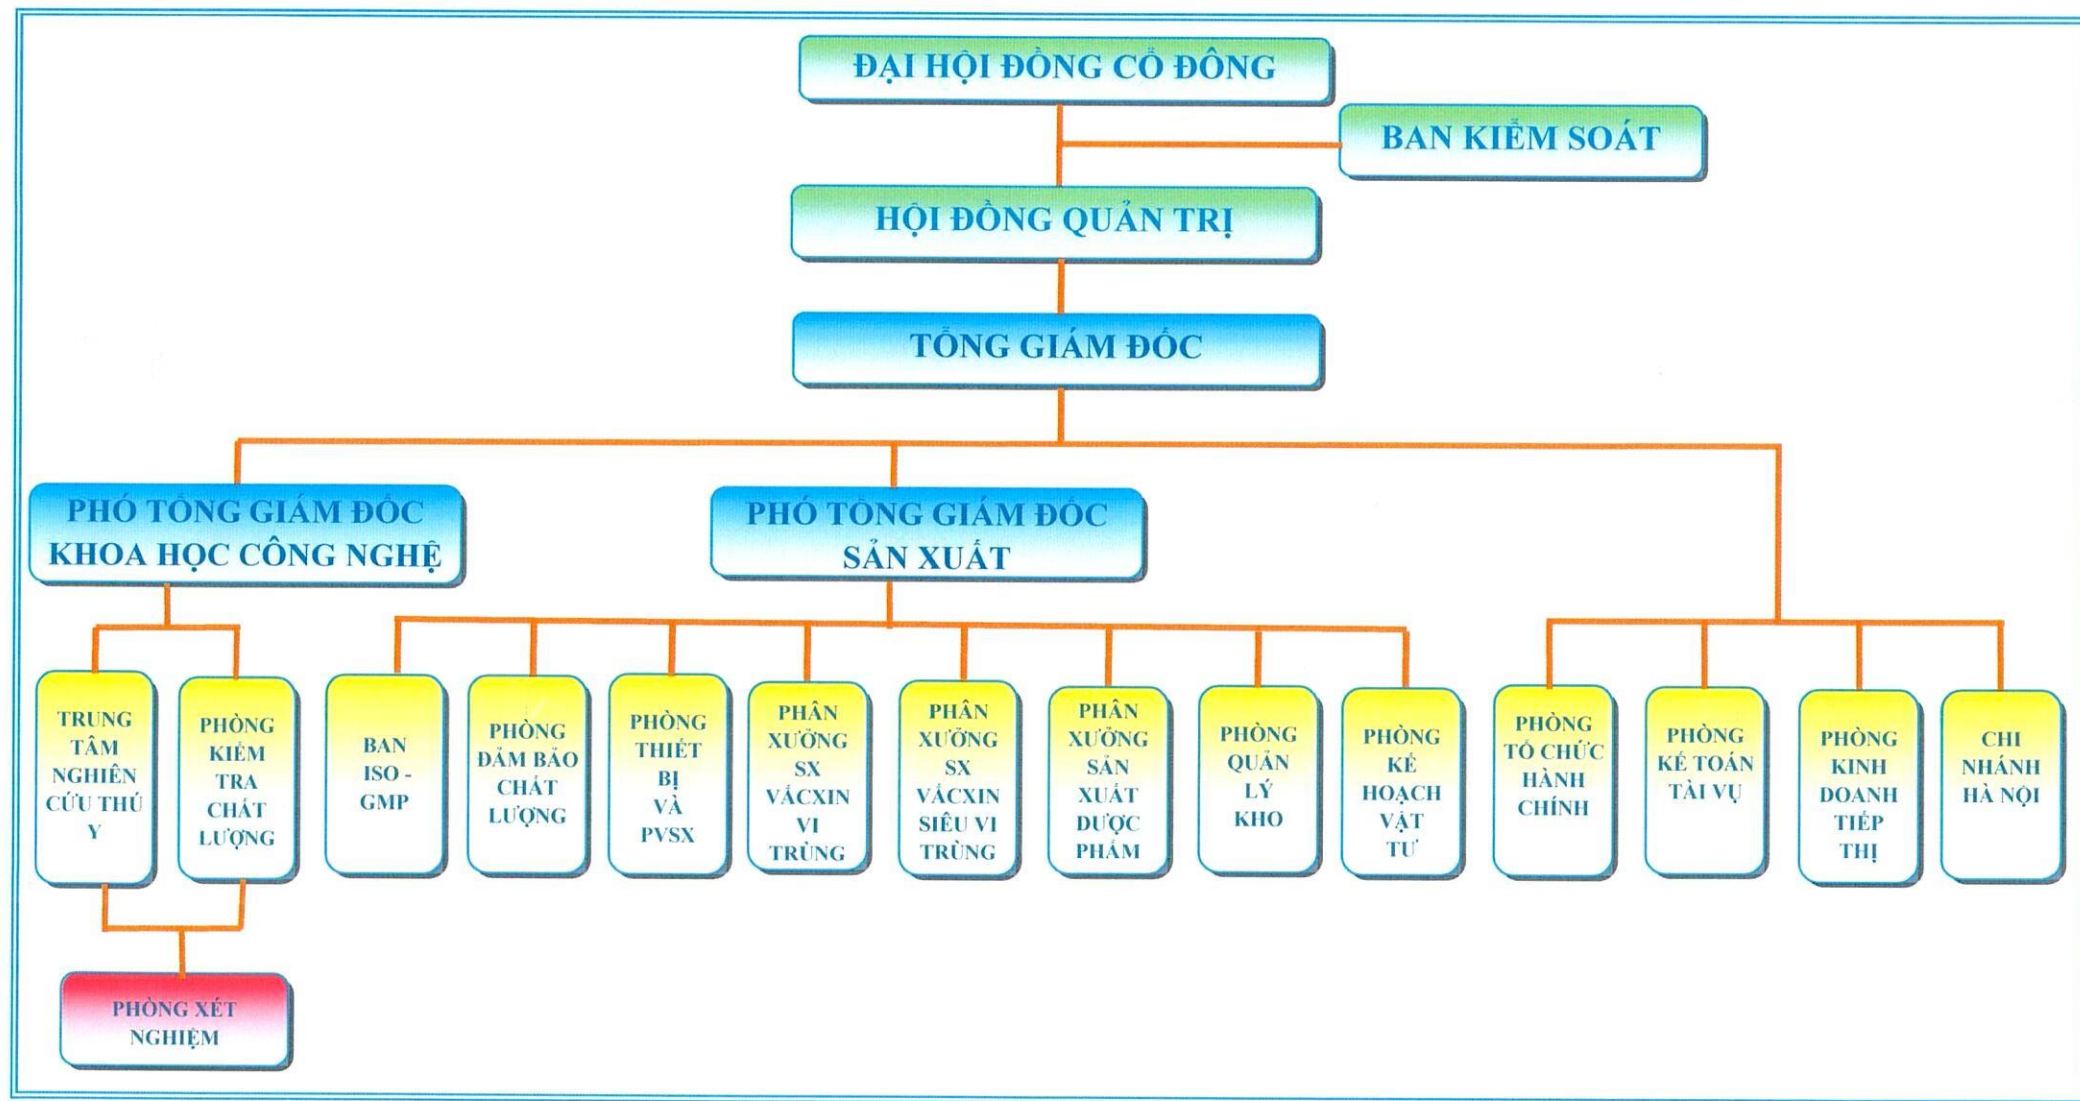 ĐẠI HỘI ĐỒNG CỔ ĐÔNG
BAN KIỂM SOÁT
HỘI ĐỒNG QUẢN TRỊ
TỔNG GIÁM ĐỐC
PHÓ TỔNG GIÁM ĐỐC
KHOA HỌC CÔNG NGHỆ
PHÓ TỔNG GIÁM ĐỐC
SẢN XUẤT
TRUNG
TÂM
NGHIÊN
CỨU THÚ
Y
PHÒNG
KIỂM
TRA
CHẤT
LƯỢNG
BAN
ISO -
GMP
PHÒNG
ĐẢM BẢO
CHẤT
LƯỢNG
PHÒNG
THIẾT
BỊ
VÀ
PVSX
PHÂN
XƯỞNG
SX
VẮCXIN
VI
TRÙNG
PHÂN
XƯỞNG
SX
VẮCXIN
SIÊU VI
TRÙNG
PHÂN
XƯỞNG
SẢN
XUẤT
DƯỢC
PHẨM
PHÒNG
QUẢN
LÝ
KHO
PHÒNG
KẾ
HOẠCH
VẬT
TƯ
PHÒNG
TỔ CHỨC
HÀNH
CHÍNH
PHÒNG
KẾ TOÁN
TÀI VỤ
PHÒNG
KINH
DOANH
TIẾP
THỊ
CHI
NHÁNH
HÀ NỘI
PHÒNG XÉT
NGHIỆM